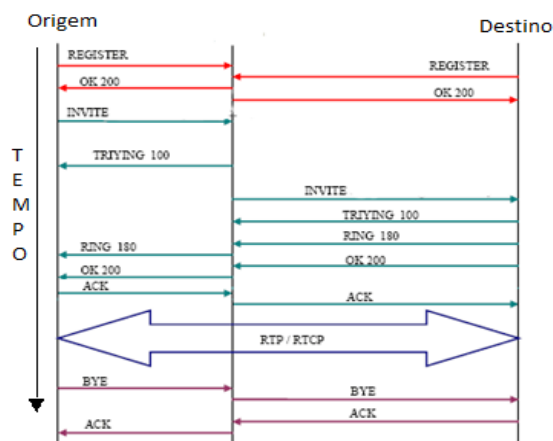 Origem
Destino
REGISTER
REGISTER
OK 200
OK 200
INVITE
TRIYING 100
INVITE
TRIYING 100
RING 180
RING 180
OK 200
OK 200
ACK
ACK
RTP / RTCP
BYE
BYE
ACK
ACK
T
E
M
P
O